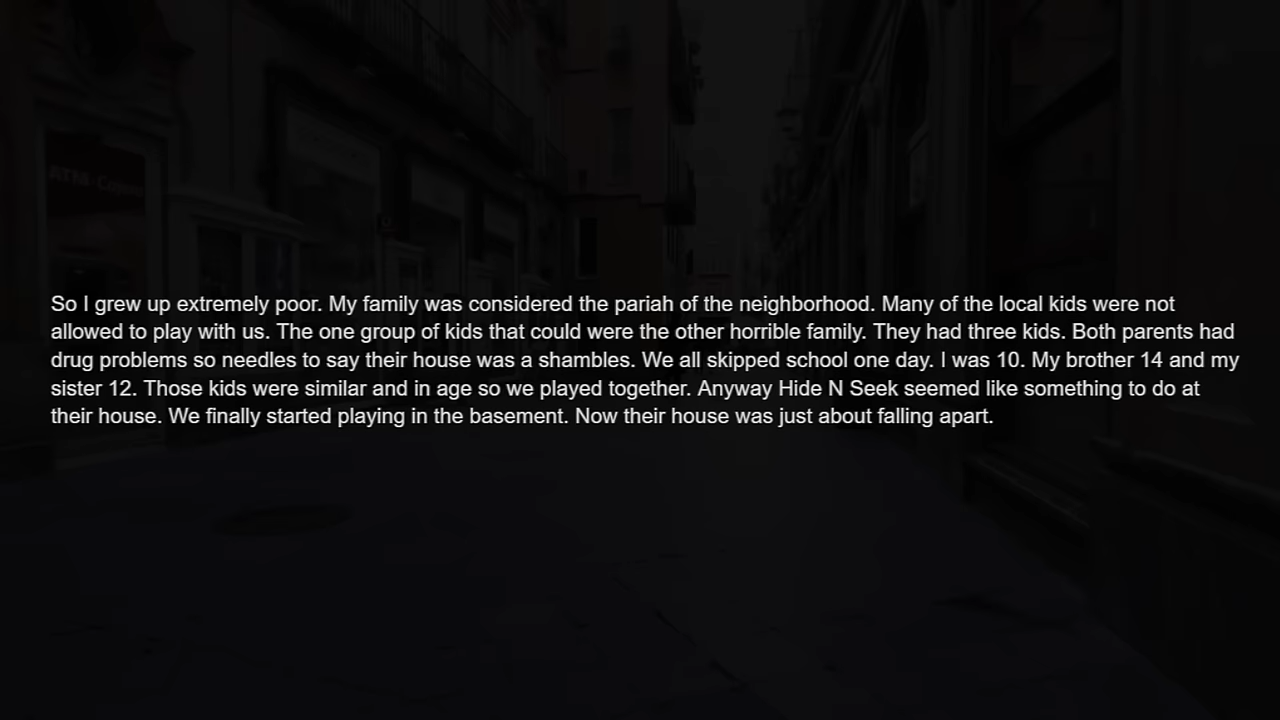 ATM
So I grew up extremely poor. My family was considered the pariah of the neighborhood. Many of the local kids were not
allowed to play with us. The one group of kids that could were the other horrible family. They had three kids. Both parents had
drug problems so needles to say their house was a shambles. We all skipped school one day. I was 10. My brother 14 and my
sister 12. Those kids were similar and in age so we played together. Anyway Hide N Seek seemed like something to do at
their house. We finally started playing in the basement. Now their house was just about falling apart.